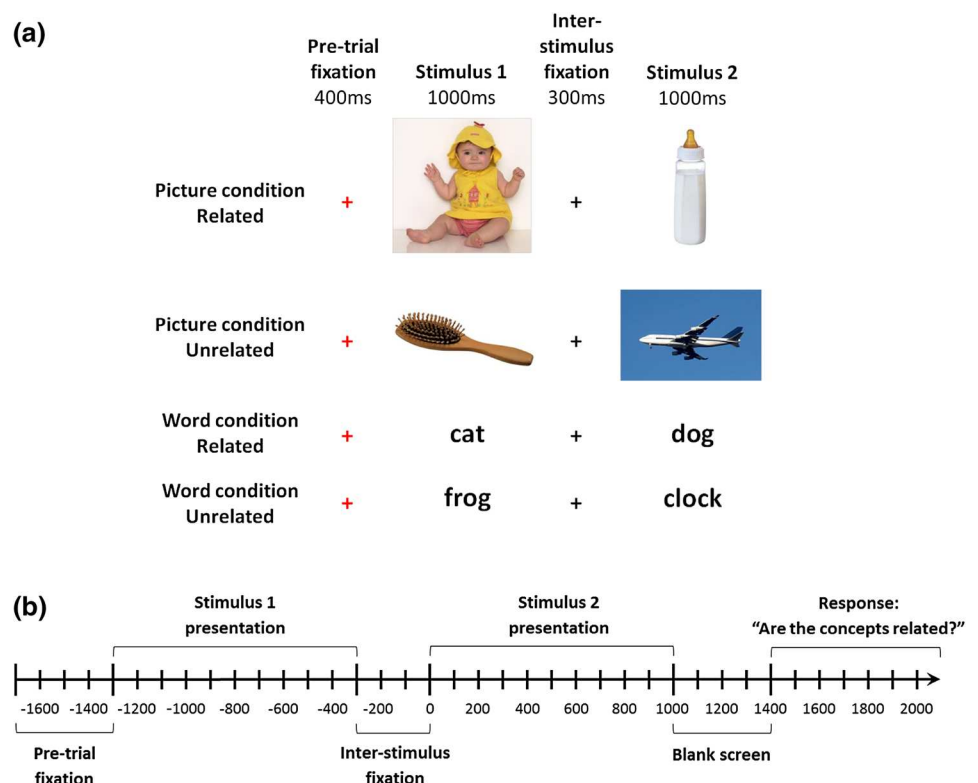 (a)
Pre-trial
fixation
400ms
Stimulus 1
1000ms
Inter-
stimulus
fixation
300ms
Stimulus 2
1000ms
Picture condition
Related
+
+
Picture condition
Unrelated
+
+
Word condition
Related
+
cat
+
dog
Word condition
Unrelated
+
frog
+
clock
(b)
Stimulus 1
presentation
Stimulus 2
presentation
Response:
“Are the concepts related?”
-1600 -1400 -1200 -1000 -800 -600 -400 -200 0 200 400 600 800 1000 1200 1400 1600 1800 2000
Pre-trial
fixation
Inter-stimulus
fixation
Blank screen